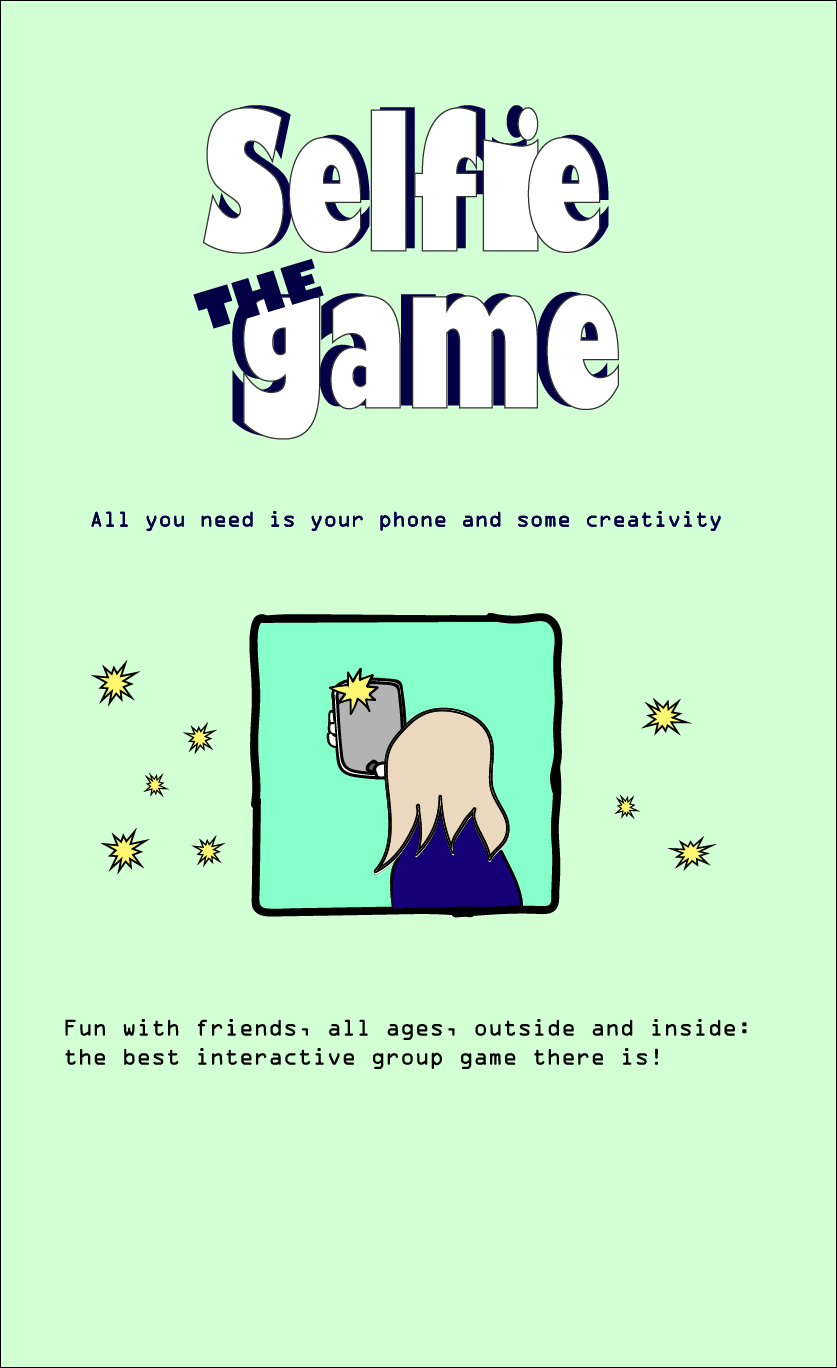 Selfie
THE
game
All you need is your phone and some creativity
Fun with friends, all ages, outside and inside:
the best interactive group game there is!